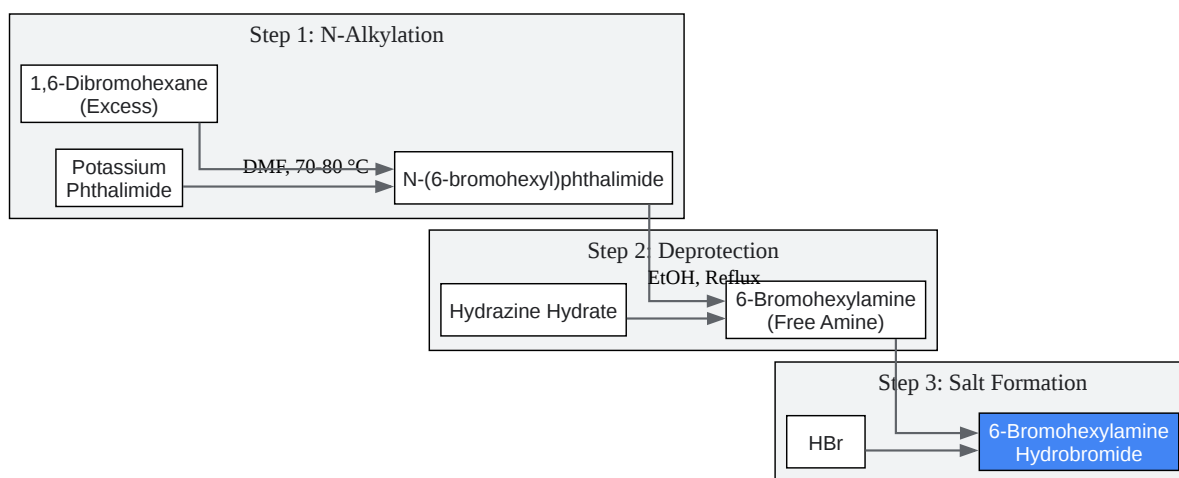 Step 1: N-Alkylation
1,6-Dibromohexane
(Excess)
Potassium
Phthalimide
DMF, 70-80 °C
N-(6-bromohexyl)phthalimide
Step 2: Deprotection
EtOH, Reflux
Hydrazine Hydrate
6-Bromohexylamine
(Free Amine)
Step 3: Salt Formation
HBr
6-Bromohexylamine
Hydrobromide